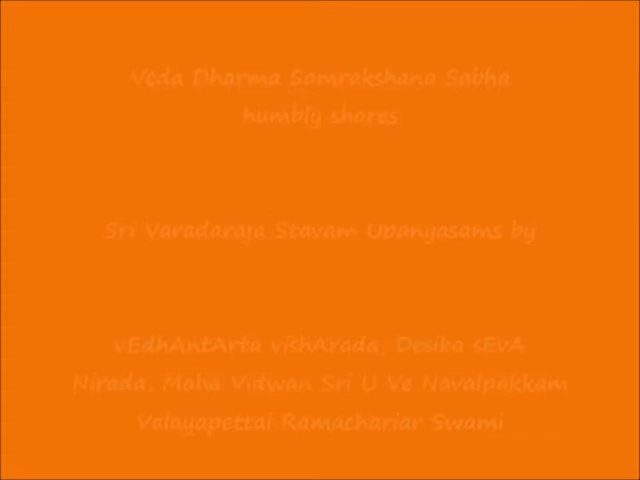 Veda Dharma Samrakshana Sabha
humbly shares
Sri Varadaraja Stavam Upanyasams by
vEdhAntArta vishArada, Desika sEvA
Nirada, Maha Vidwan Sri U Ve Navalpakkam
Valayapettai Ramachariar Swami